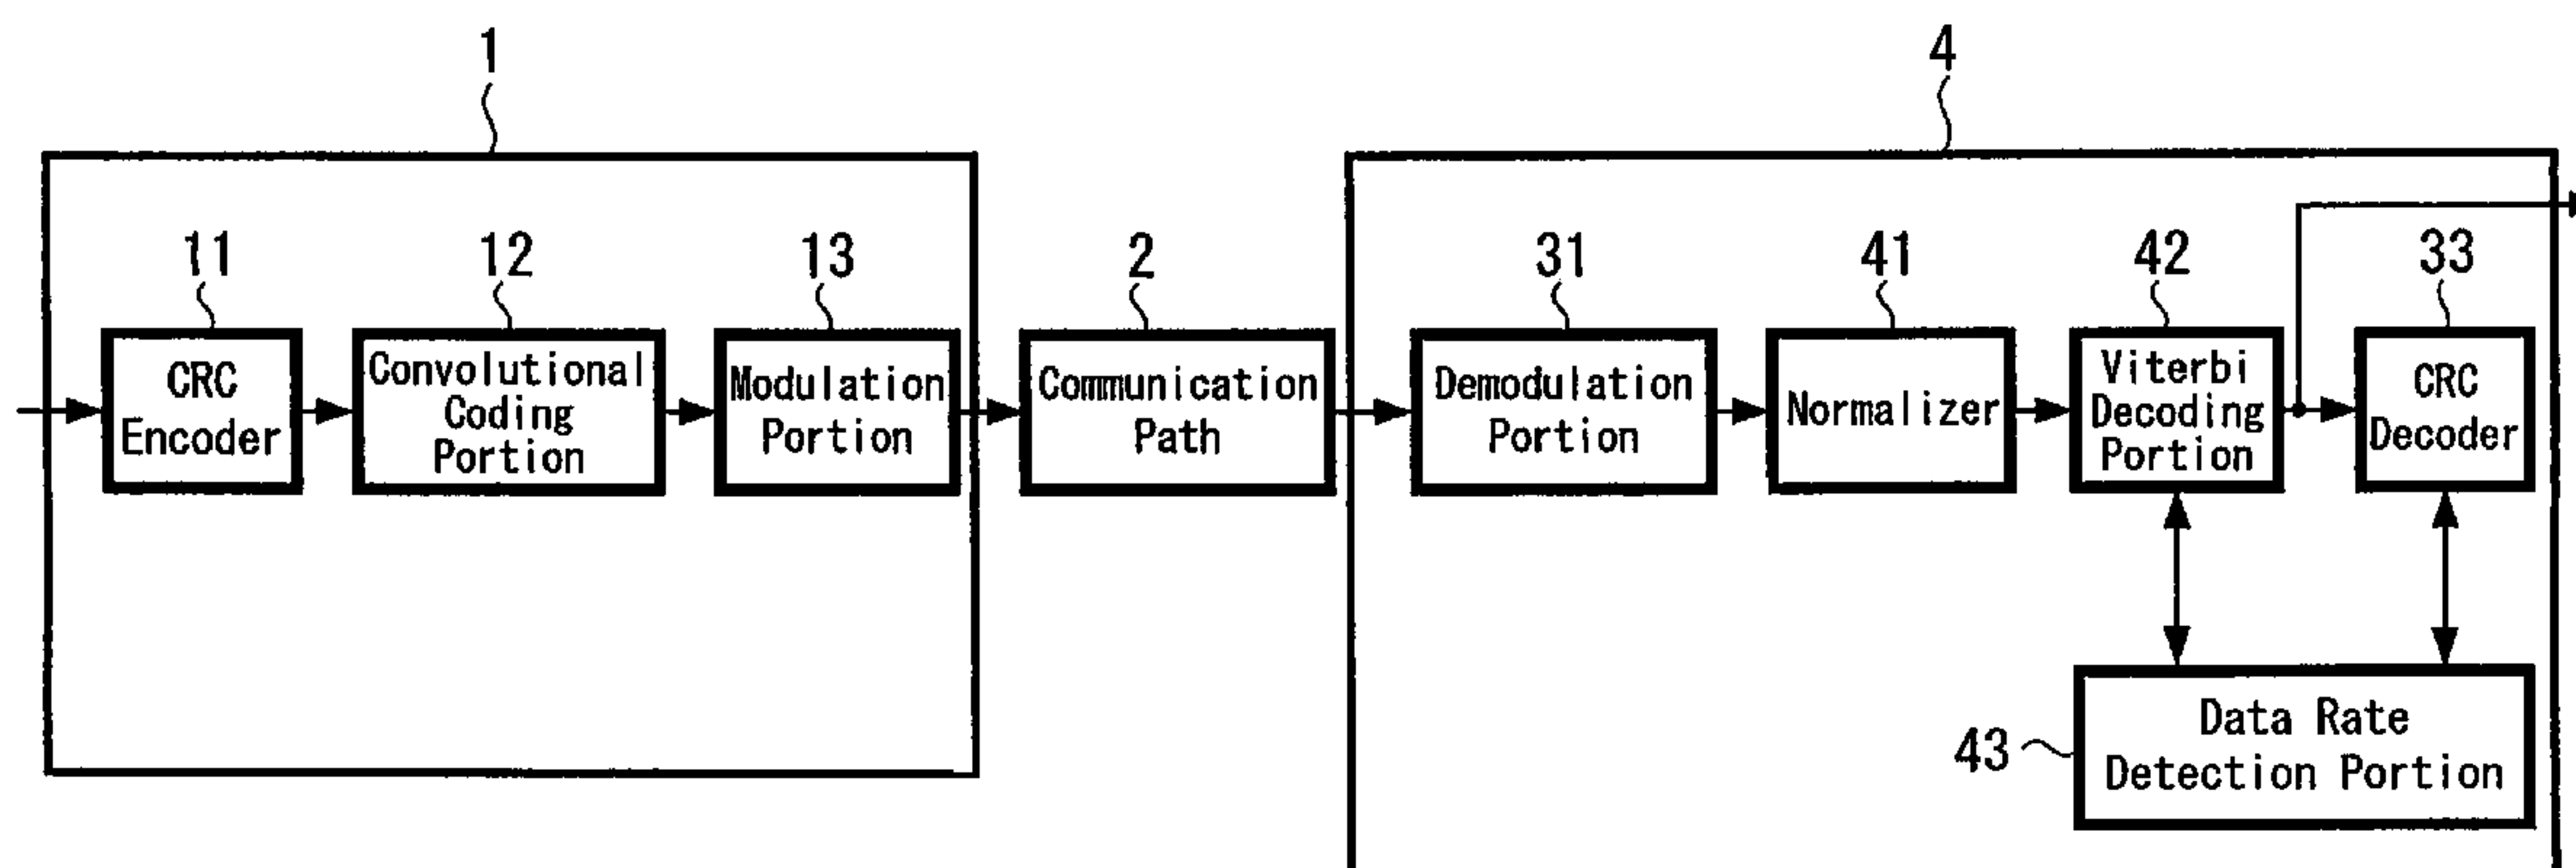 1
4
11
12
13
2
31
41
42
33
CRC
Encoder
Convolutional
Coding
Portion
Modulation
Portion
Communication
Path
Demodulation
Portion
Normalizer
Viterbi
Decoding
Portion
CRC
Decoder
43
Data Rate
Detection Portion